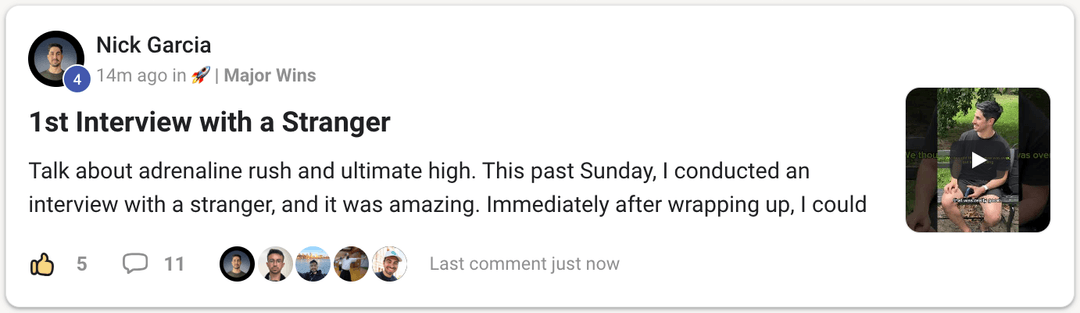 Nick Garcia
4
14m ago in 🚀 | Major Wins
1st Interview with a Stranger
Talk about adrenaline rush and ultimate high. This past Sunday, I conducted an
interview with a stranger, and it was amazing. Immediately after wrapping up, I could
5 11 Last comment just now